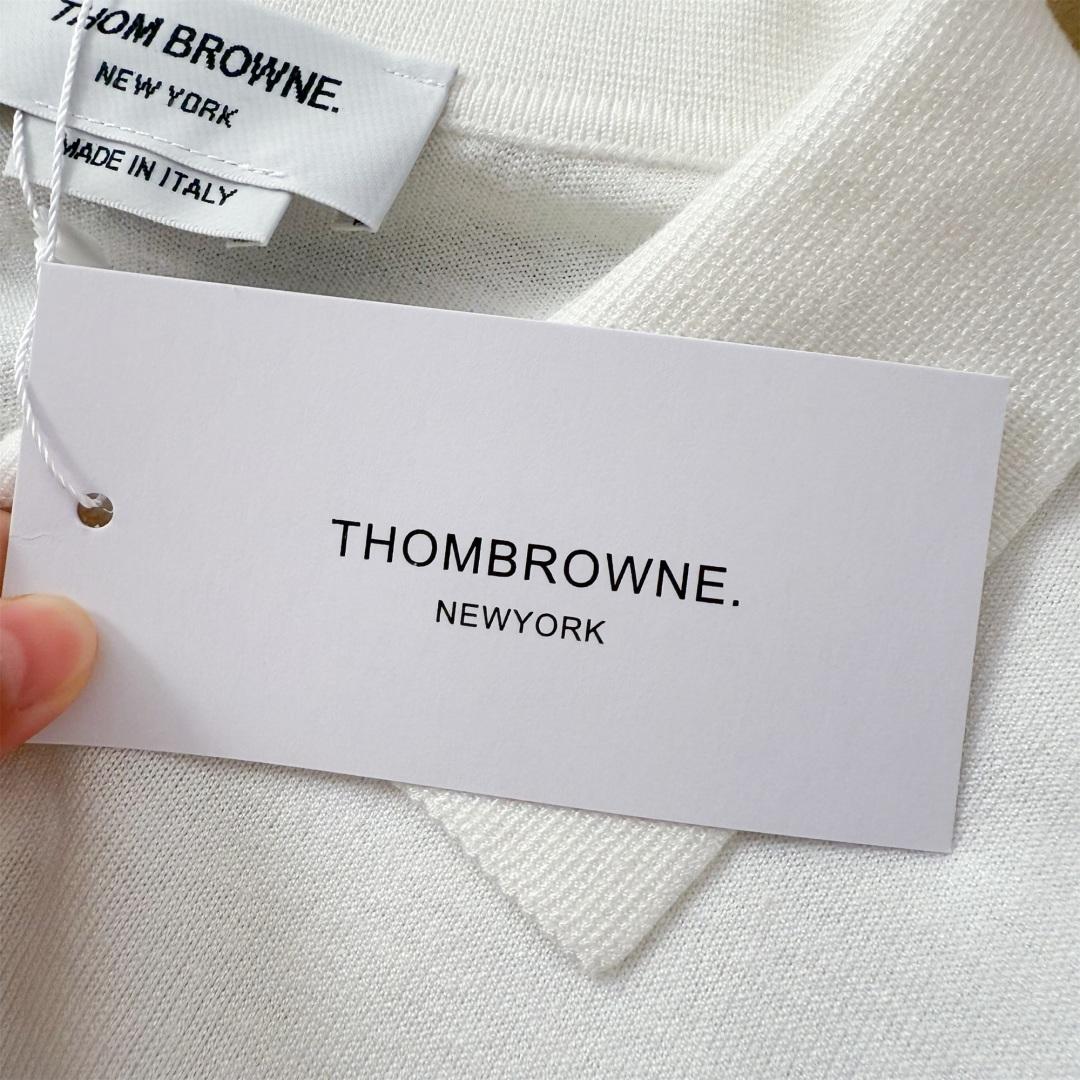 THOM BROWNE.
NEW YORK
MADE IN ITALY
THOMBROWNE.
NEWYORK